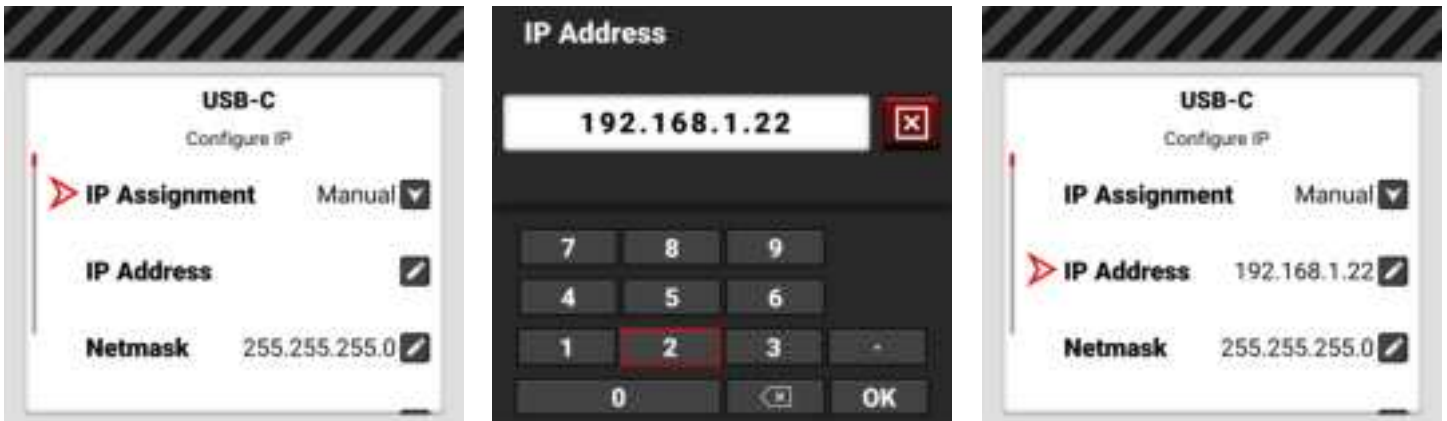 USB-C
Configure IP
IP Assignment Manual
IP Address
Netmask 255.255.255.0
IP Address
192.168.1.22
7 8 9
4 5 6
1 2 3 .
0 OK
USB-C
Configure IP
IP Assignment Manual
IP Address 192.168.1.22
Netmask 255.255.255.0